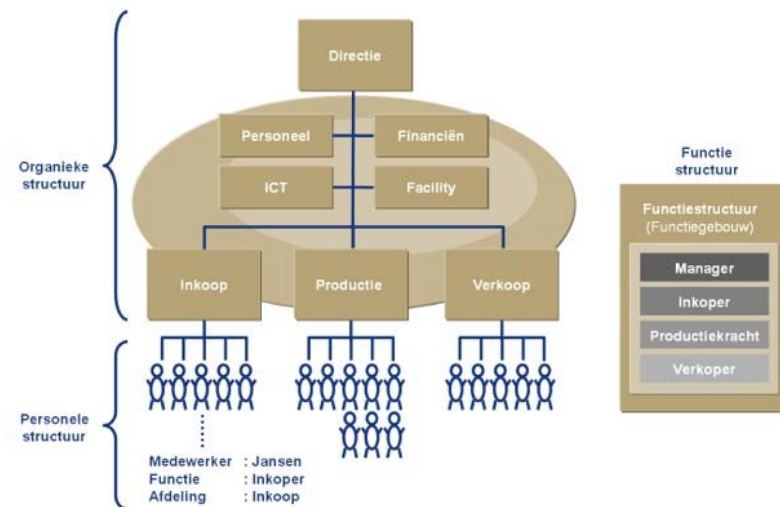 Directie
Personeel
Financiën
ICT
Facility
Organieke
structuur
Inkoop
Productie
Verkoop
Personele
structuur
Medewerker : Jansen
Functie : Inkoper
Afdeling : Inkoop
Functie
structuur
Functiestructuur
(Functiegebouw)
Manager
Inkoper
Productiekracht
Verkoper